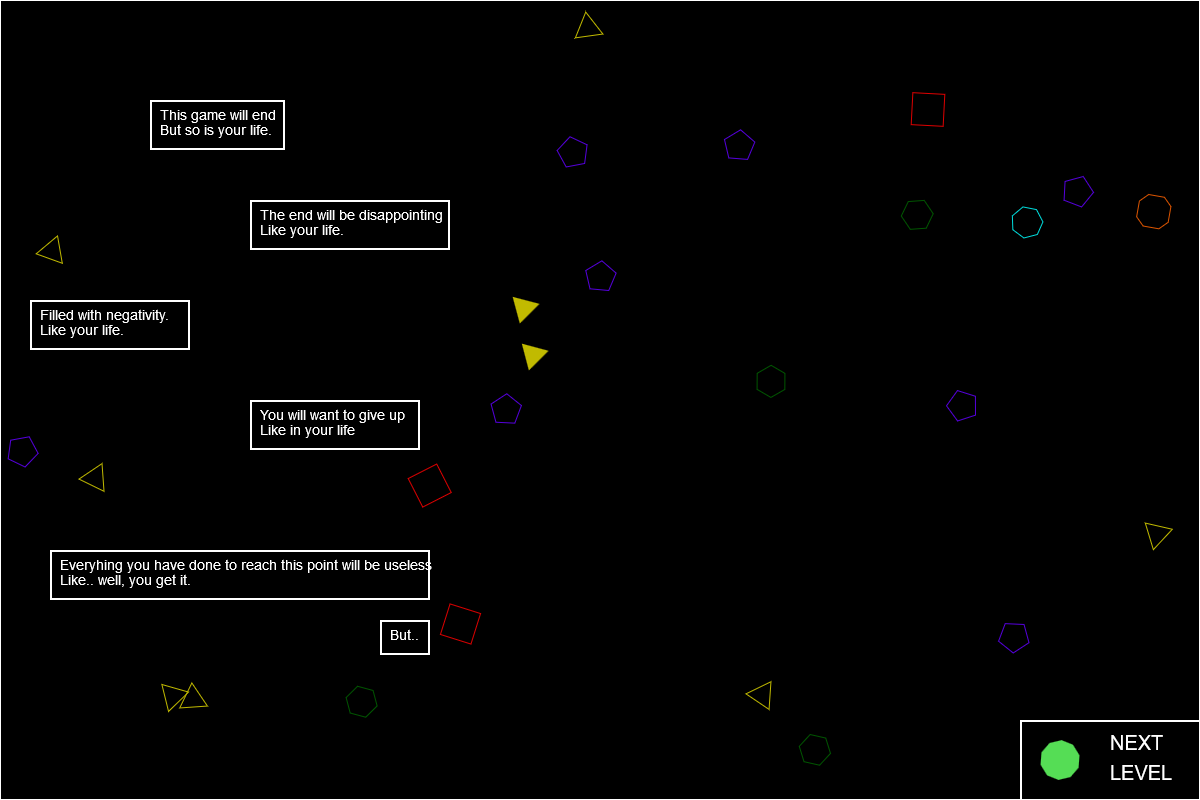 This game will end
But so is your life.
The end will be disappointing
Like your life.
Filled with negativity.
Like your life.
You will want to give up
Like in your life
Everyhing you have done to reach this point will be useless
Like.. well, you get it.
But..
NEXT
LEVEL